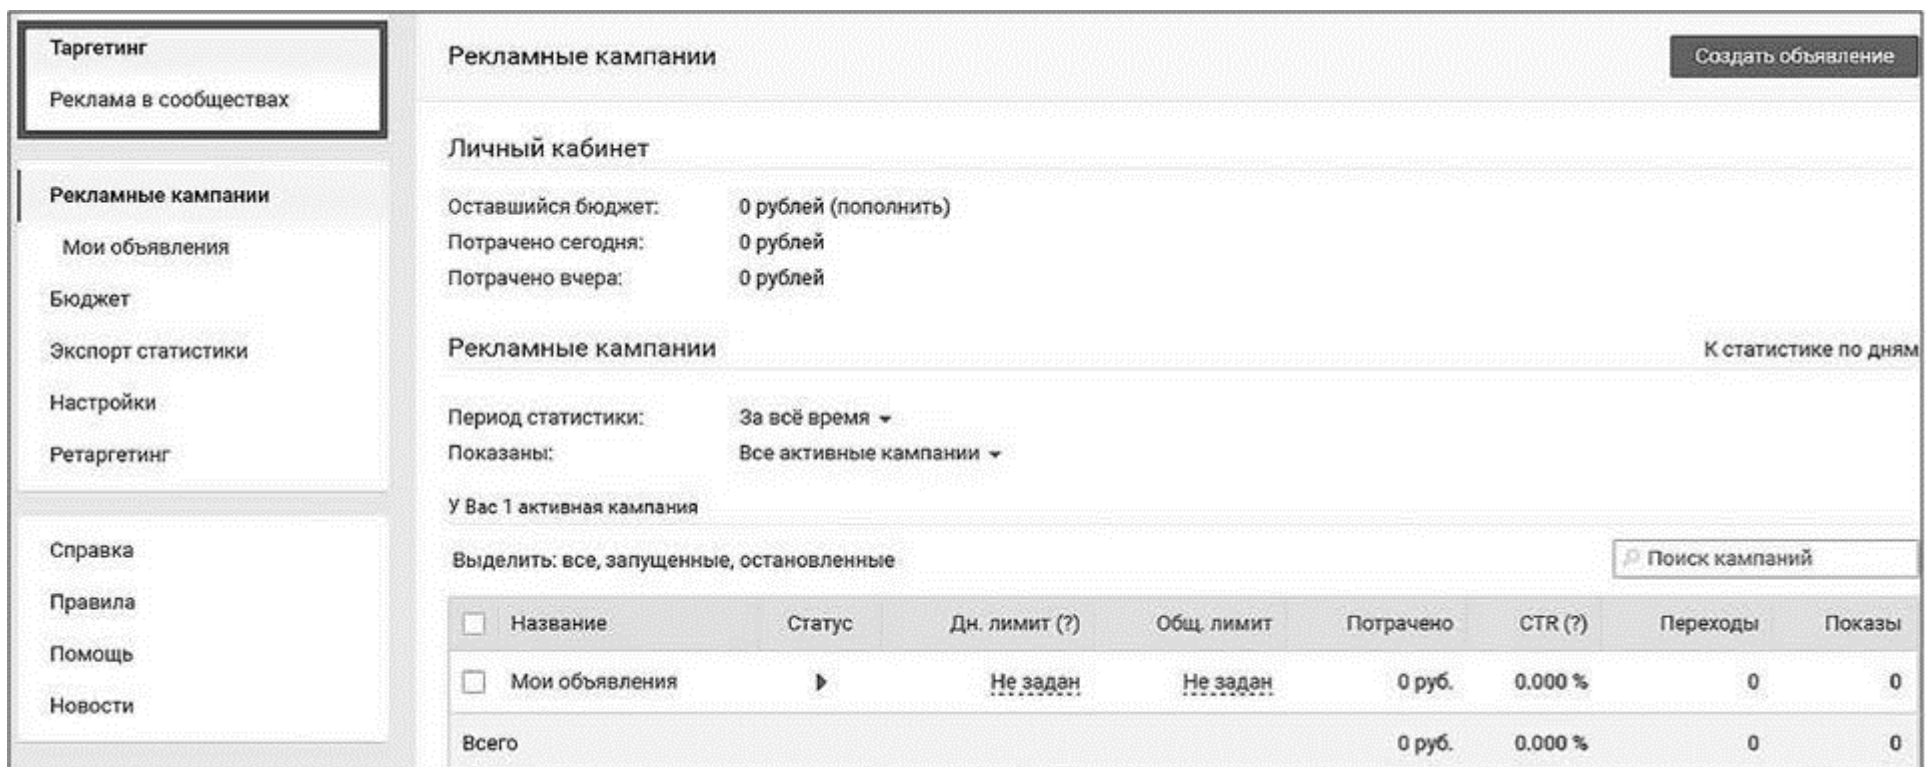 Таргетинг
Реклама в сообществах
Рекламные кампании
Мои объявления
Бюджет
Экспорт статистики
Настройки
Ретаргетинг
Справка
Правила
Помощь
Новости
Рекламные кампании
Создать объявление
Личный кабинет
Оставшийся бюджет: 0 рублей (пополнить)
Потрачено сегодня: 0 рублей
Потрачено вчера: 0 рублей
Рекламные кампании К статистике по дням
Период статистики: За всё время
Показаны: Все активные кампании
У Вас 1 активная кампания
Выделить: все, запущенные, остановленные Поиск кампаний
Название Статус Дн. лимит (?) Общ. лимит Потрачено CTR (?) Переходы Показы
Мои объявления Не задан Не задан 0 руб. 0.000 % 0 0
Всего 0 руб. 0.000 % 0 0